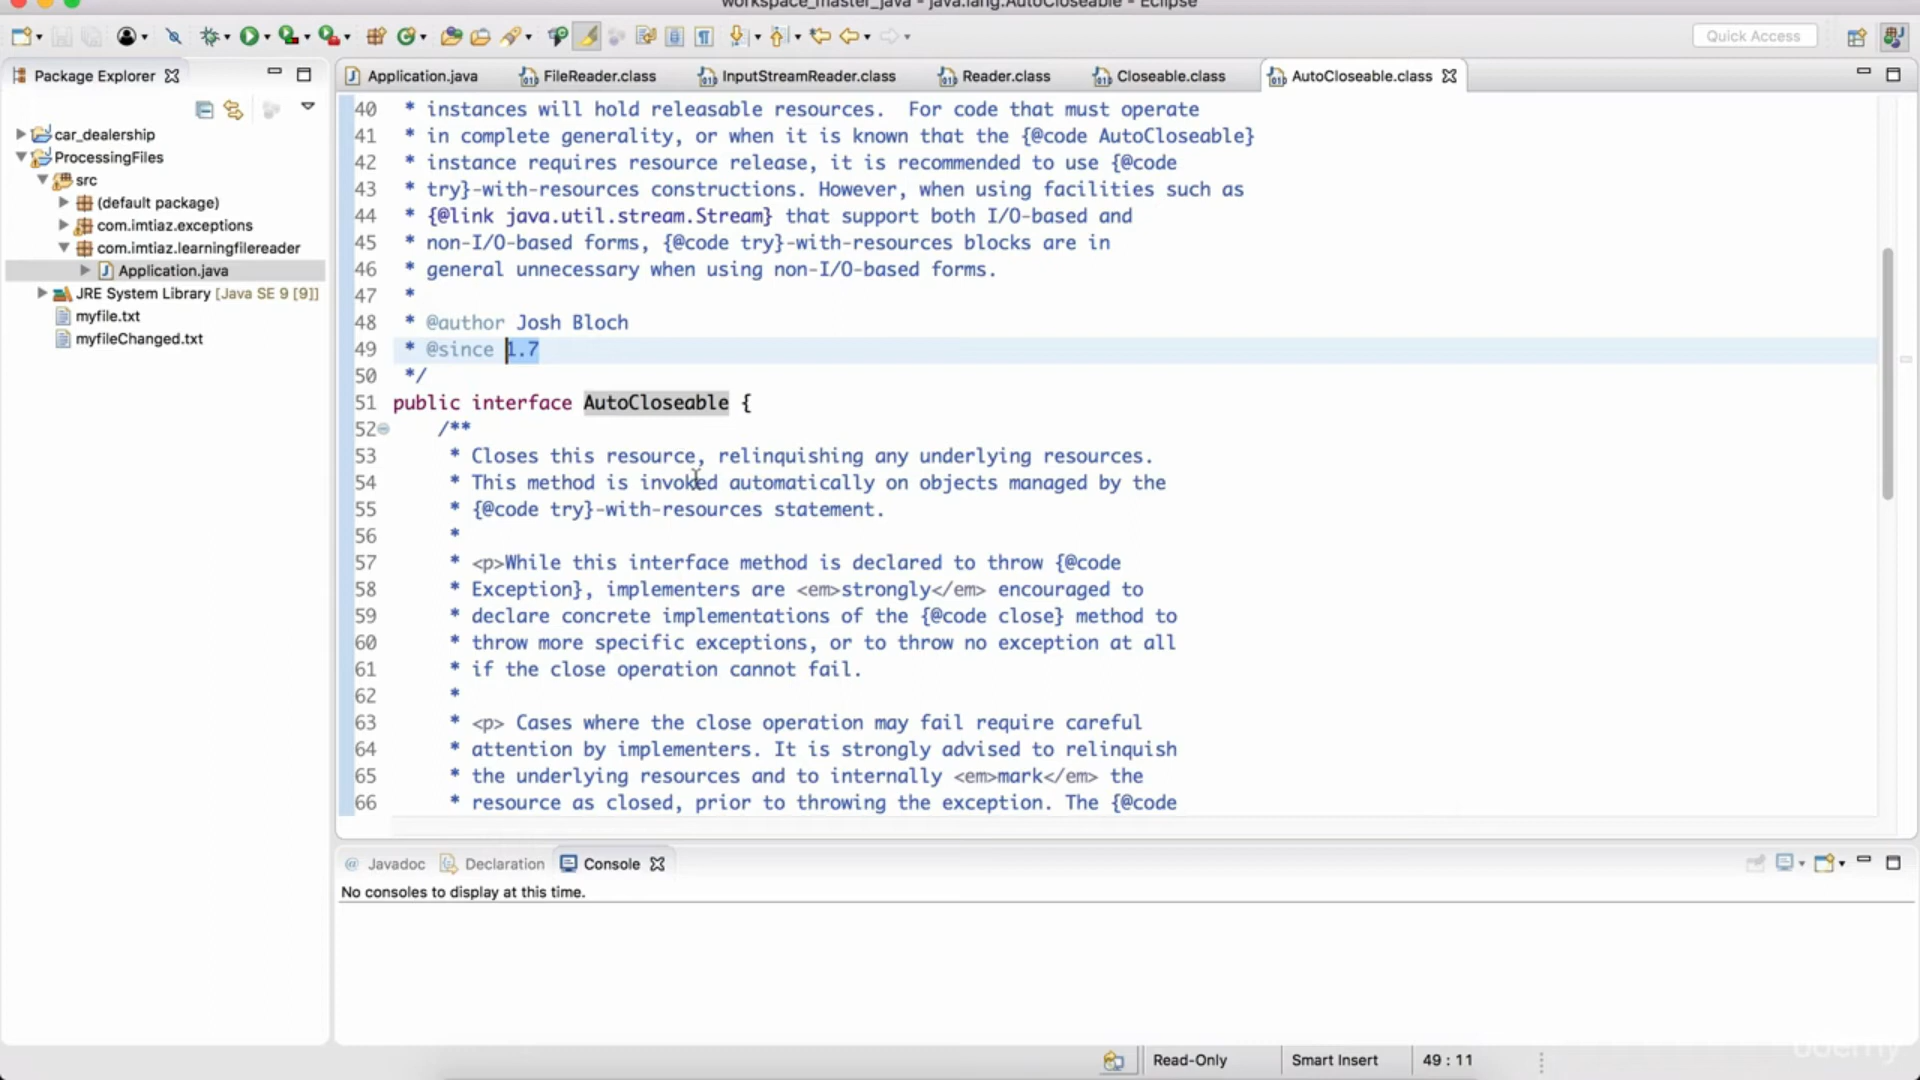 workspace_master_java - java.lang.AutoCloseable - Eclipse
Quick Access
Package Explorer
Application.java
FileReader.class
InputStreamReader.class
Reader.class
Closeable.class
AutoCloseable.class
car_dealership
ProcessingFiles
src
(default package)
com.imtiaz.exceptions
com.imtiaz.learningfilereader
Application.java
JRE System Library [Java SE 9 [9]]
myfile.txt
myfileChanged.txt
40 * instances will hold releasable resources.  For code that must operate
41 * in complete generality, or when it is known that the {@code AutoCloseable}
42 * instance requires resource release, it is recommended to use {@code
43 * try}-with-resources constructions. However, when using facilities such as
44 * {@link java.util.stream.Stream} that support both I/O-based and
45 * non-I/O-based forms, {@code try}-with-resources blocks are in
46 * general unnecessary when using non-I/O-based forms.
47 *
48 * @author Josh Bloch
49 * @since 1.7
50 */
51 public interface AutoCloseable {
52 /**
53 * Closes this resource, relinquishing any underlying resources.
54 * This method is invoked automatically on objects managed by the
55 * {@code try}-with-resources statement.
56 *
57 * <p>While this interface method is declared to throw {@code
58 * Exception}, implementers are <em>strongly</em> encouraged to
59 * declare concrete implementations of the {@code close} method to
60 * throw more specific exceptions, or to throw no exception at all
61 * if the close operation cannot fail.
62 *
63 * <p> Cases where the close operation may fail require careful
64 * attention by implementers. It is strongly advised to relinquish
65 * the underlying resources and to internally <em>mark</em> the
66 * resource as closed, prior to throwing the exception. The {@code
@ Javadoc
Declaration
Console
No consoles to display at this time.
Read-Only
Smart Insert
49 : 11
udemy